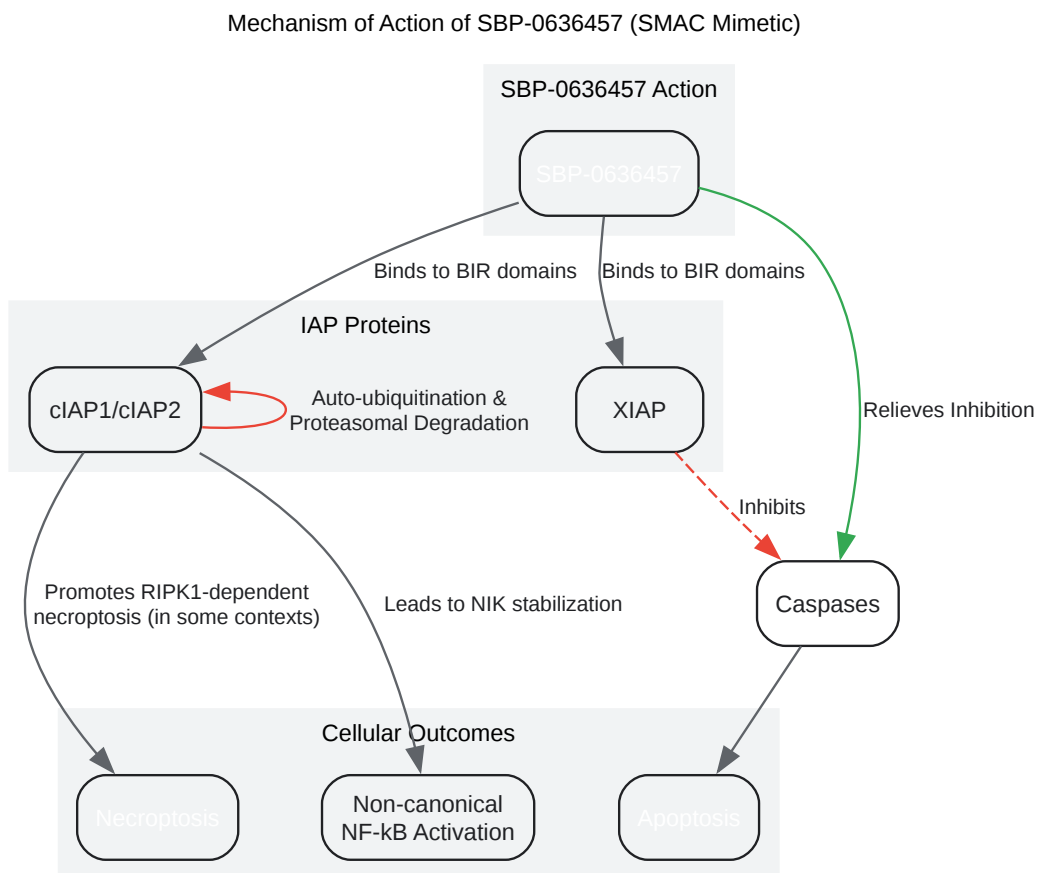 Mechanism of Action of SBP-0636457 (SMAC Mimetic)
SBP-0636457 Action
SBP-0636457
Binds to BIR domains
Binds to BIR domains
IAP Proteins
cIAP1/cIAP2
Auto-ubiquitination &
Proteasomal Degradation
XIAP
Relieves Inhibition
Inhibits
Promotes RIPK1-dependent
necroptosis (in some contexts)
Leads to NIK stabilization
Caspases
Cellular Outcomes
Necroptosis
Non-canonical
NF-kB Activation
Apoptosis